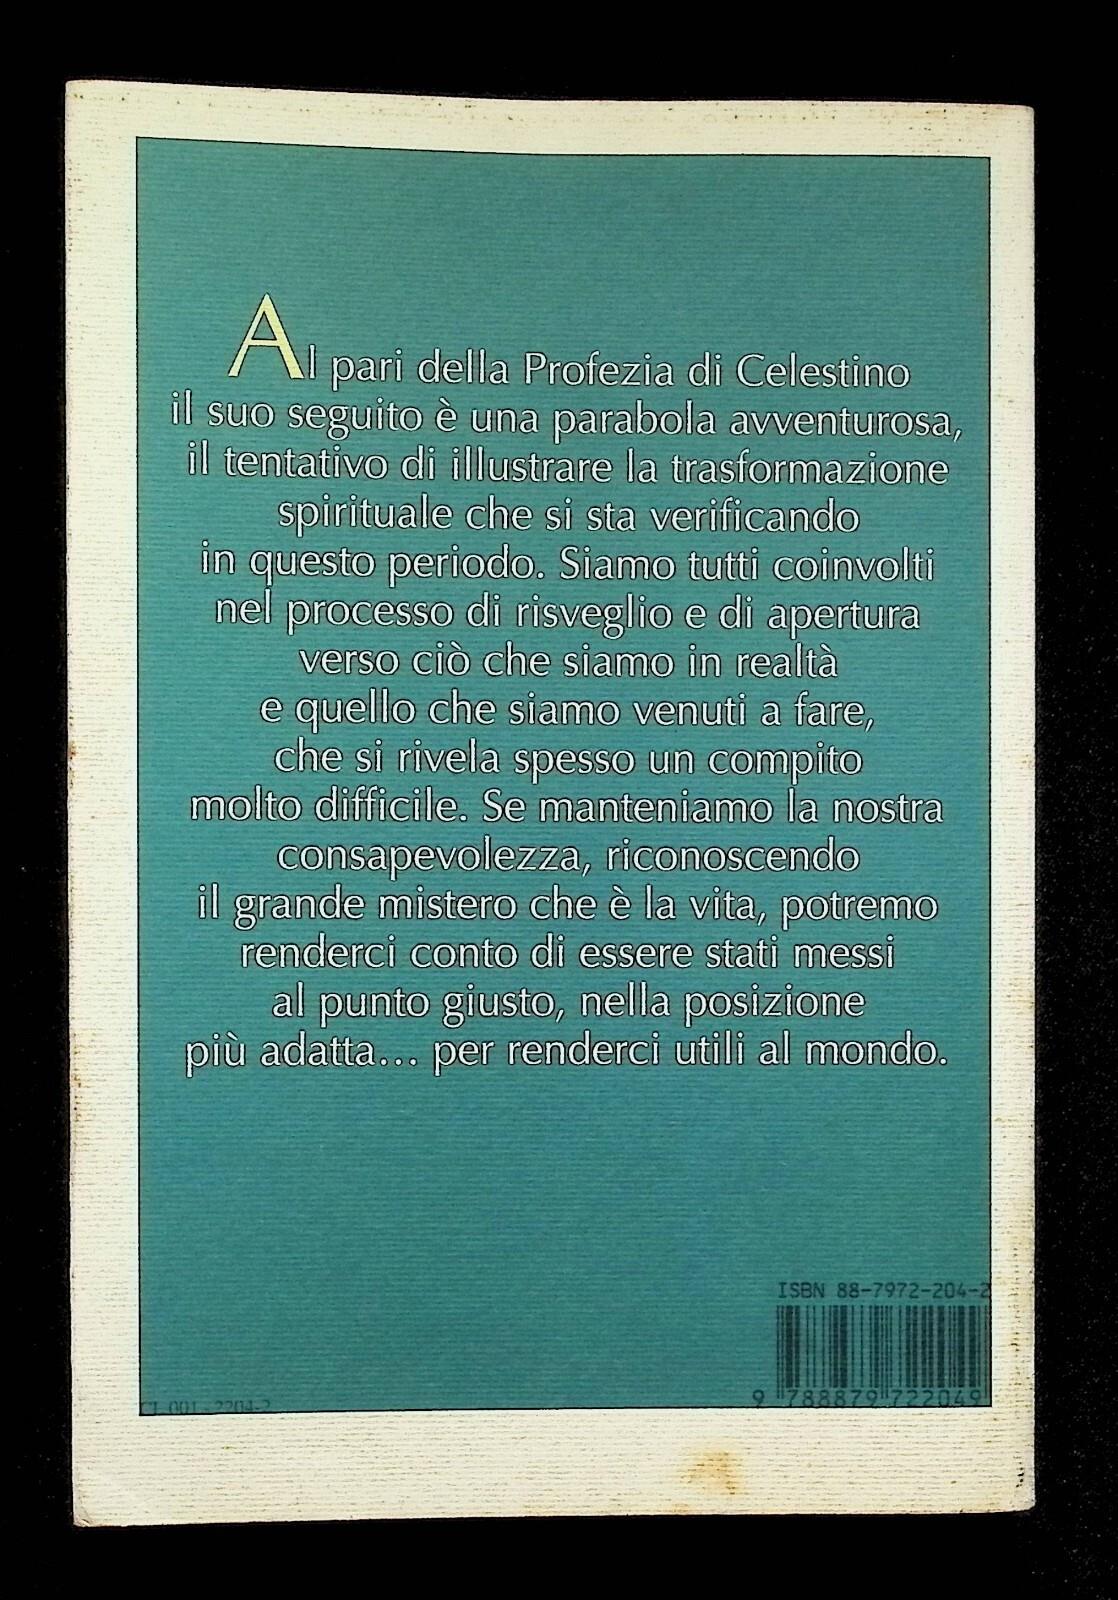 Al pari della Profezia di Celestino
il suo seguito è una parabola avventurosa,
il tentativo di illustrare la trasformazione
spirituale che si sta verificando
in questo periodo. Siamo tutti coinvolti
nel processo di risveglio e di apertura
verso ciò che siamo in realtà
e quello che siamo venuti a fare,
che si rivela spesso un compito
molto difficile. Se manteniamo la nostra
consapevolezza, riconoscendo
il grande mistero che è la vita, potremo
renderci conto di essere stati messi
al punto giusto, nella posizione
più adatta... per renderci utili al mondo.
ISBN 88-7972-204-2
9 788879 722049
CL 001-2204-2